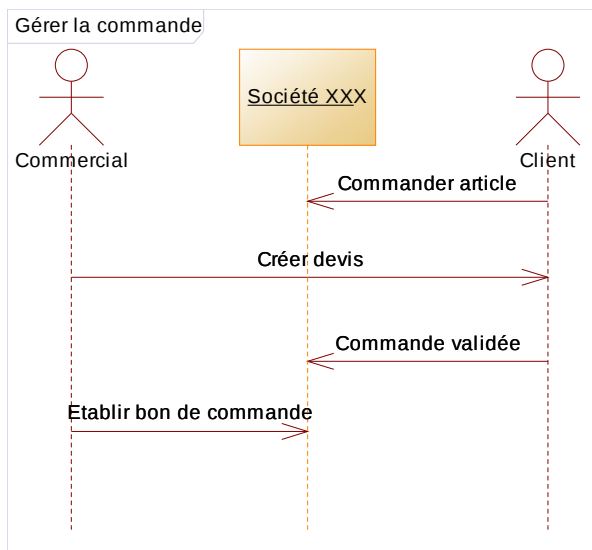 Gérer la commande
Société XXX
Commercial
Client
Commander article
Créer devis
Commande validée
Etablir bon de commande